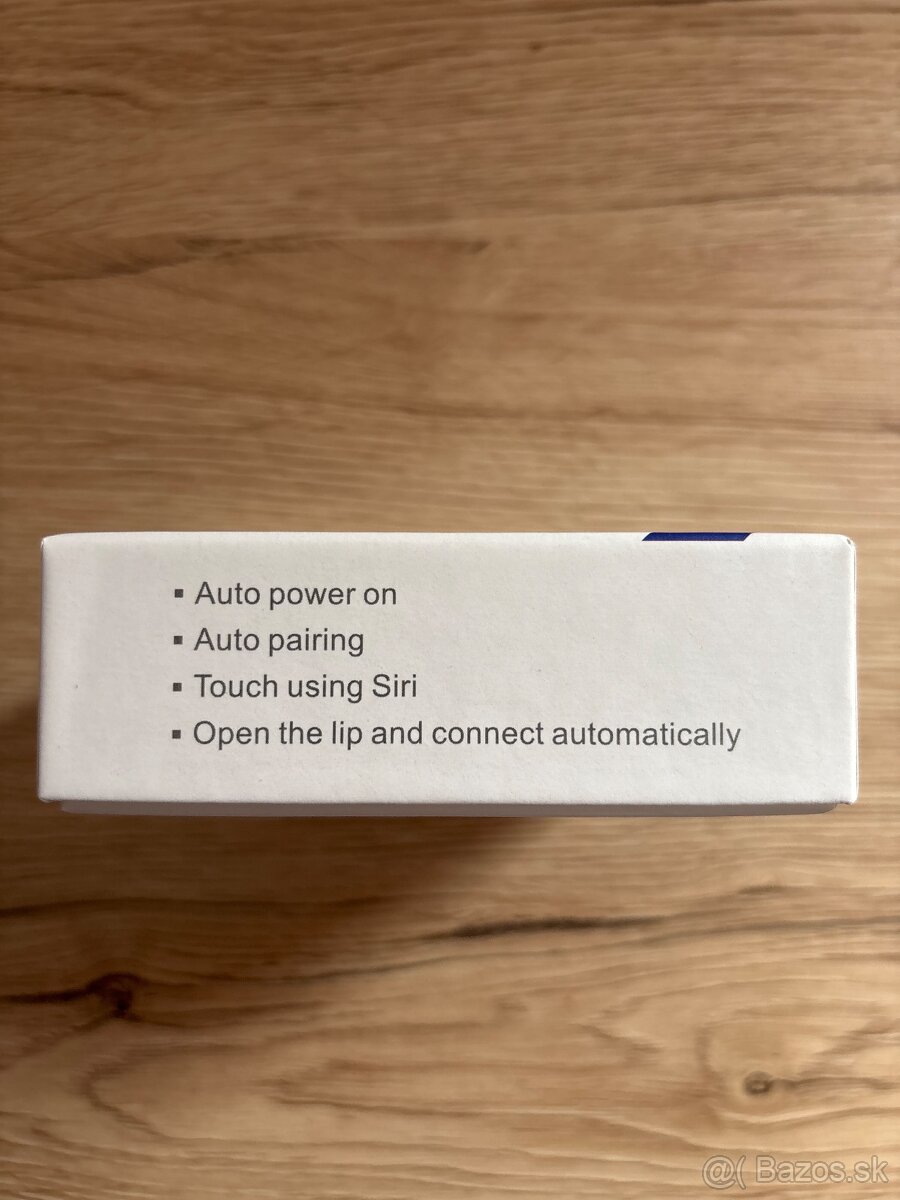 ▪ Auto power on
▪ Auto pairing
▪ Touch using Siri
▪ Open the lip and connect automatically
@( Bazos.sk